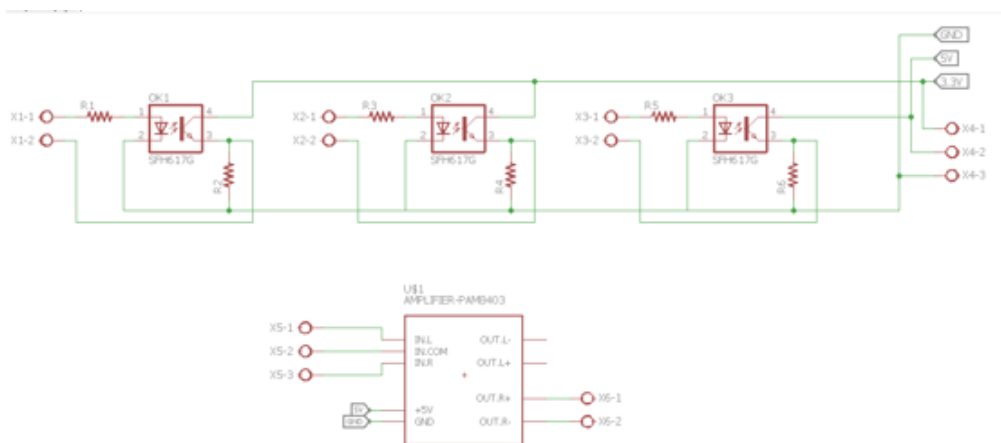 GND
5V
3.3V
X1-1
R1
1
OK1
4
X1-2
2
3
SFH617G
R2
X2-1
R3
1
OK2
4
X2-2
2
3
SFH617G
R4
X3-1
R5
1
OK3
4
X3-2
2
3
SFH617G
R6
X4-1
X4-2
X4-3
U$1
AMPLIFIER-PAM8403
X5-1
IN.L
OUT.L-
X5-2
IN.COM
OUT.L+
X5-3
IN.R
OUT.R+
X6-1
5V
+5V
OUT.R-
X6-2
GND
GND